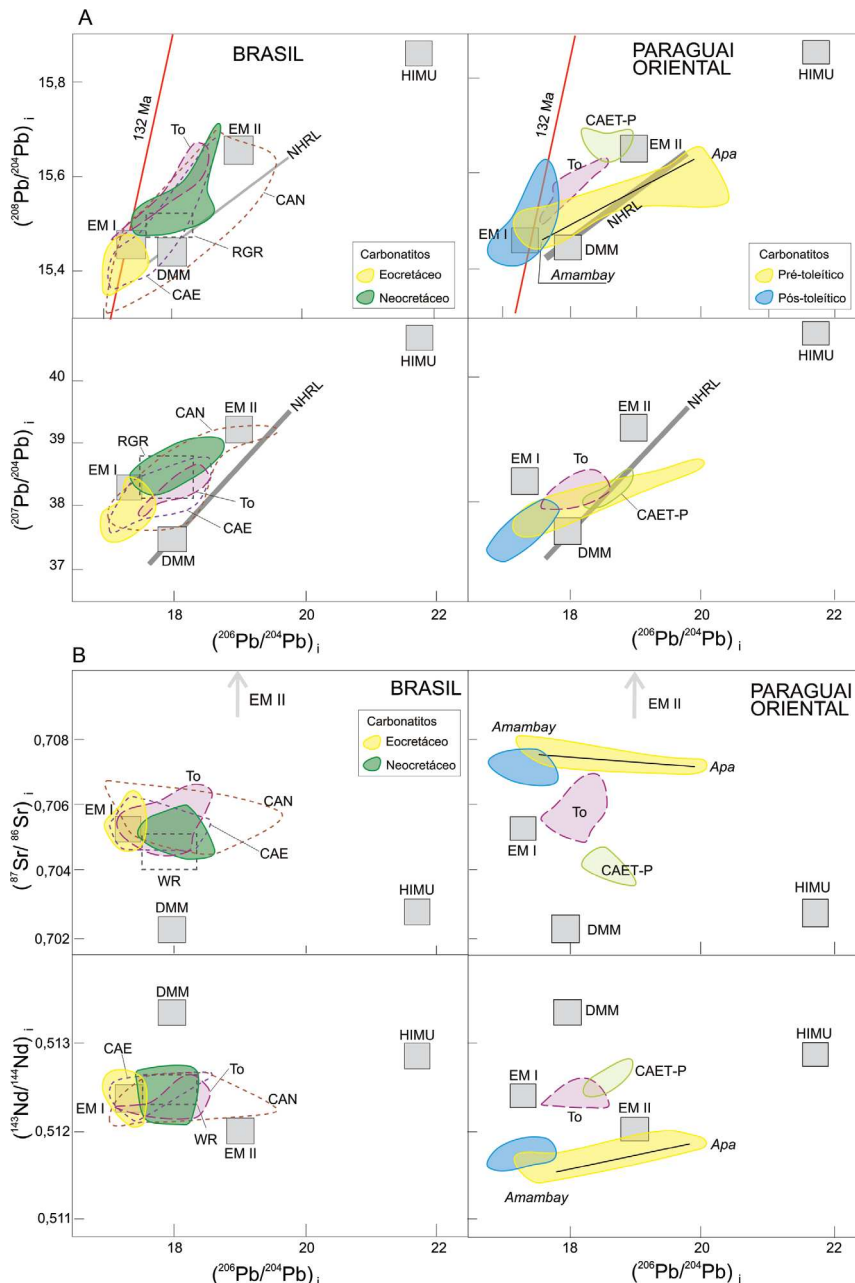 A
BRASIL
HIMU
15,8
132 Ma
To
EM II
NHRL
15,6
CAN
(²⁰⁸Pb/²⁰⁴Pb) i
EM I
RGR
15,4
DMM
CAE
Carbonatitos
Eocretáceo
Neocretáceo
PARAGUAI
ORIENTAL
HIMU
132 Ma
CAET-P
EM II
To
Apa
NHRL
EM I
DMM
Amambay
Carbonatitos
Pré-toleítico
Pós-toleítico
HIMU
40
NHRL
CAN
EM II
RGR
39
EM I
(²⁰⁷Pb/²⁰⁴Pb) i
38
To
CAE
37
DMM
18
20
22
(²⁰⁶Pb/²⁰⁴Pb) i
HIMU
NHRL
EM II
EM I
To
CAET-P
DMM
18
20
22
(²⁰⁶Pb/²⁰⁴Pb) i
B
EM II
BRASIL
Carbonatitos
Eocretáceo
Neocretáceo
0,708
To
0,706
EM I
CAN
CAE
(⁸⁷Sr/⁸⁶Sr) i
0,704
WR
HIMU
0,702
DMM
EM II
PARAGUAI
ORIENTAL
Amambay
Apa
To
EM I
CAET-P
HIMU
DMM
DMM
HIMU
0,513
CAE
To
CAN
EM I
(¹⁴³Nd/¹⁴⁴Nd) i
0,512
WR
EM II
0,511
18
20
22
(²⁰⁶Pb/²⁰⁴Pb) i
DMM
HIMU
EM I
CAET-P
To
EM II
Apa
Amambay
18
20
22
(²⁰⁶Pb/²⁰⁴Pb) i